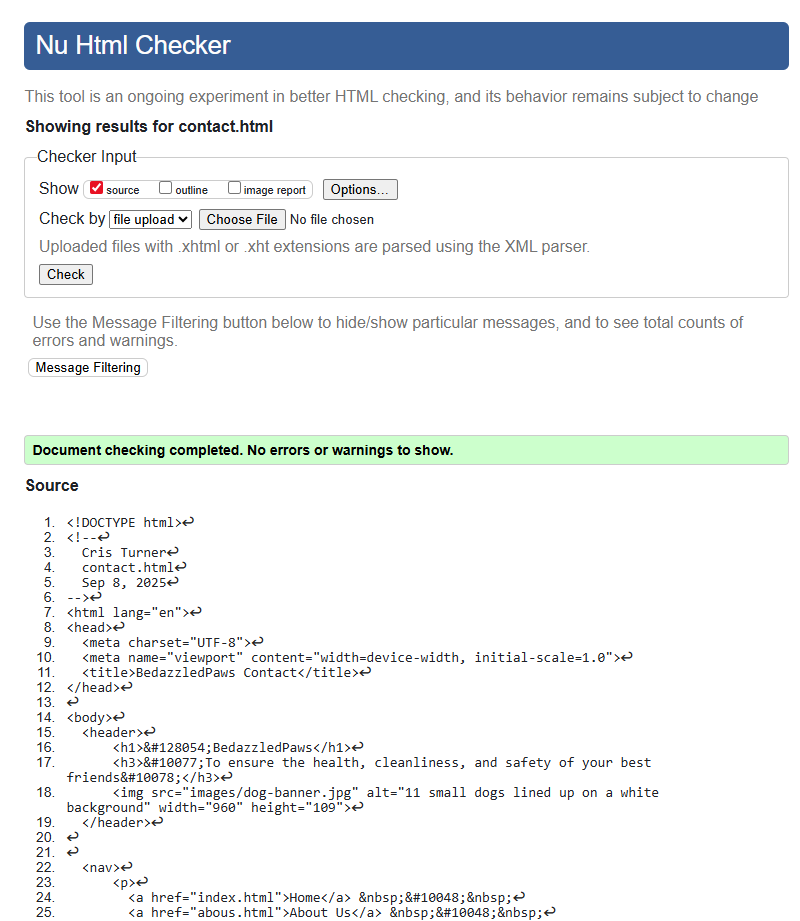 Nu Html Checker
This tool is an ongoing experiment in better HTML checking, and its behavior remains subject to change
Showing results for contact.html
Checker Input
Show source outline image report Options...
Check by file upload Choose File No file chosen
Uploaded files with .xhtml or .xht extensions are parsed using the XML parser.
Check
Use the Message Filtering button below to hide/show particular messages, and to see total counts of
errors and warnings.
Message Filtering
Document checking completed. No errors or warnings to show.
Source
1. <!DOCTYPE html>↩
2. <!--↩
3. Cris Turner↩
4. contact.html↩
5. Sep 8, 2025↩
6. -->↩
7. <html lang="en">↩
8. <head>↩
9. <meta charset="UTF-8">↩
10. <meta name="viewport" content="width=device-width, initial-scale=1.0">↩
11. <title>BedazzledPaws Contact</title>↩
12. </head>↩
13. ↩
14. <body>↩
15. <header>↩
16. <h1>&#128054;BedazzledPaws</h1>↩
17. <h3>&#10077;To ensure the health, cleanliness, and safety of your best
friends&#10078;</h3>↩
18. <img src="images/dog-banner.jpg" alt="11 small dogs lined up on a white
background" width="960" height="109">↩
19. </header>↩
20. ↩
21. ↩
22. <nav>↩
23. <p>↩
24. <a href="index.html">Home</a> &nbsp;&#10048;&nbsp;↩
25. <a href="abous.html">About Us</a> &nbsp;&#10048;&nbsp;↩